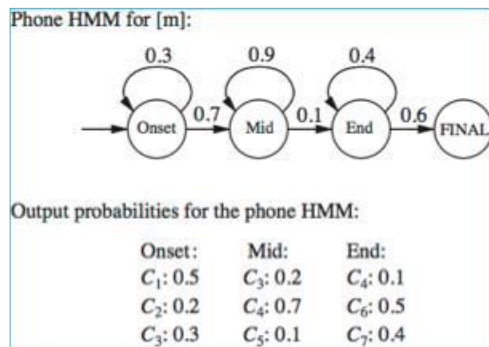 Phone HMM for [m]:
0.3 0.9 0.4
Onset 0.7 Mid 0.1 End 0.6 FINAL
Output probabilities for the phone HMM:
Onset: Mid: End:
C₁: 0.5 C₃: 0.2 C₄: 0.1
C₂: 0.2 C₄: 0.7 C₆: 0.5
C₃: 0.3 C₅: 0.1 C₇: 0.4